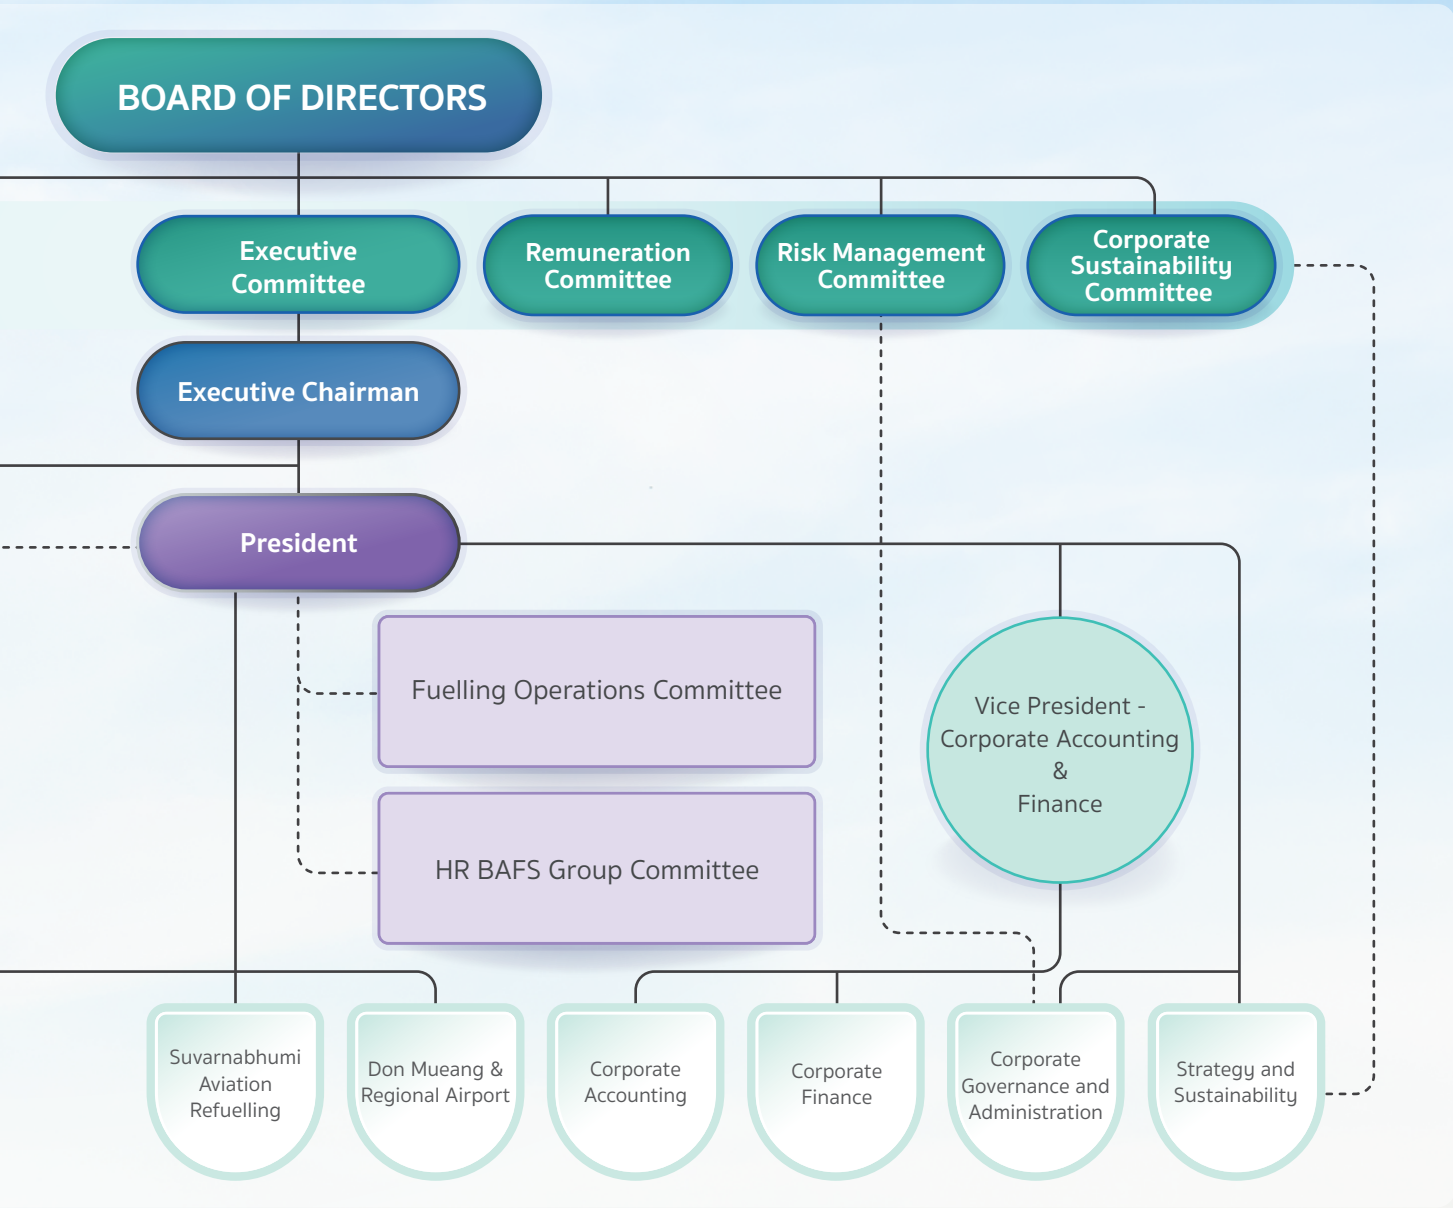 BOARD OF DIRECTORS
Executive
Committee
Remuneration
Committee
Risk Management
Committee
Corporate
Sustainability
Committee
Executive Chairman
President
Fuelling Operations Committee
Vice President -
Corporate Accounting
&
Finance
HR BAFS Group Committee
Suvarnabhumi
Aviation
Refuelling
Don Mueang &
Regional Airport
Corporate
Accounting
Corporate
Finance
Corporate
Governance and
Administration
Strategy and
Sustainability